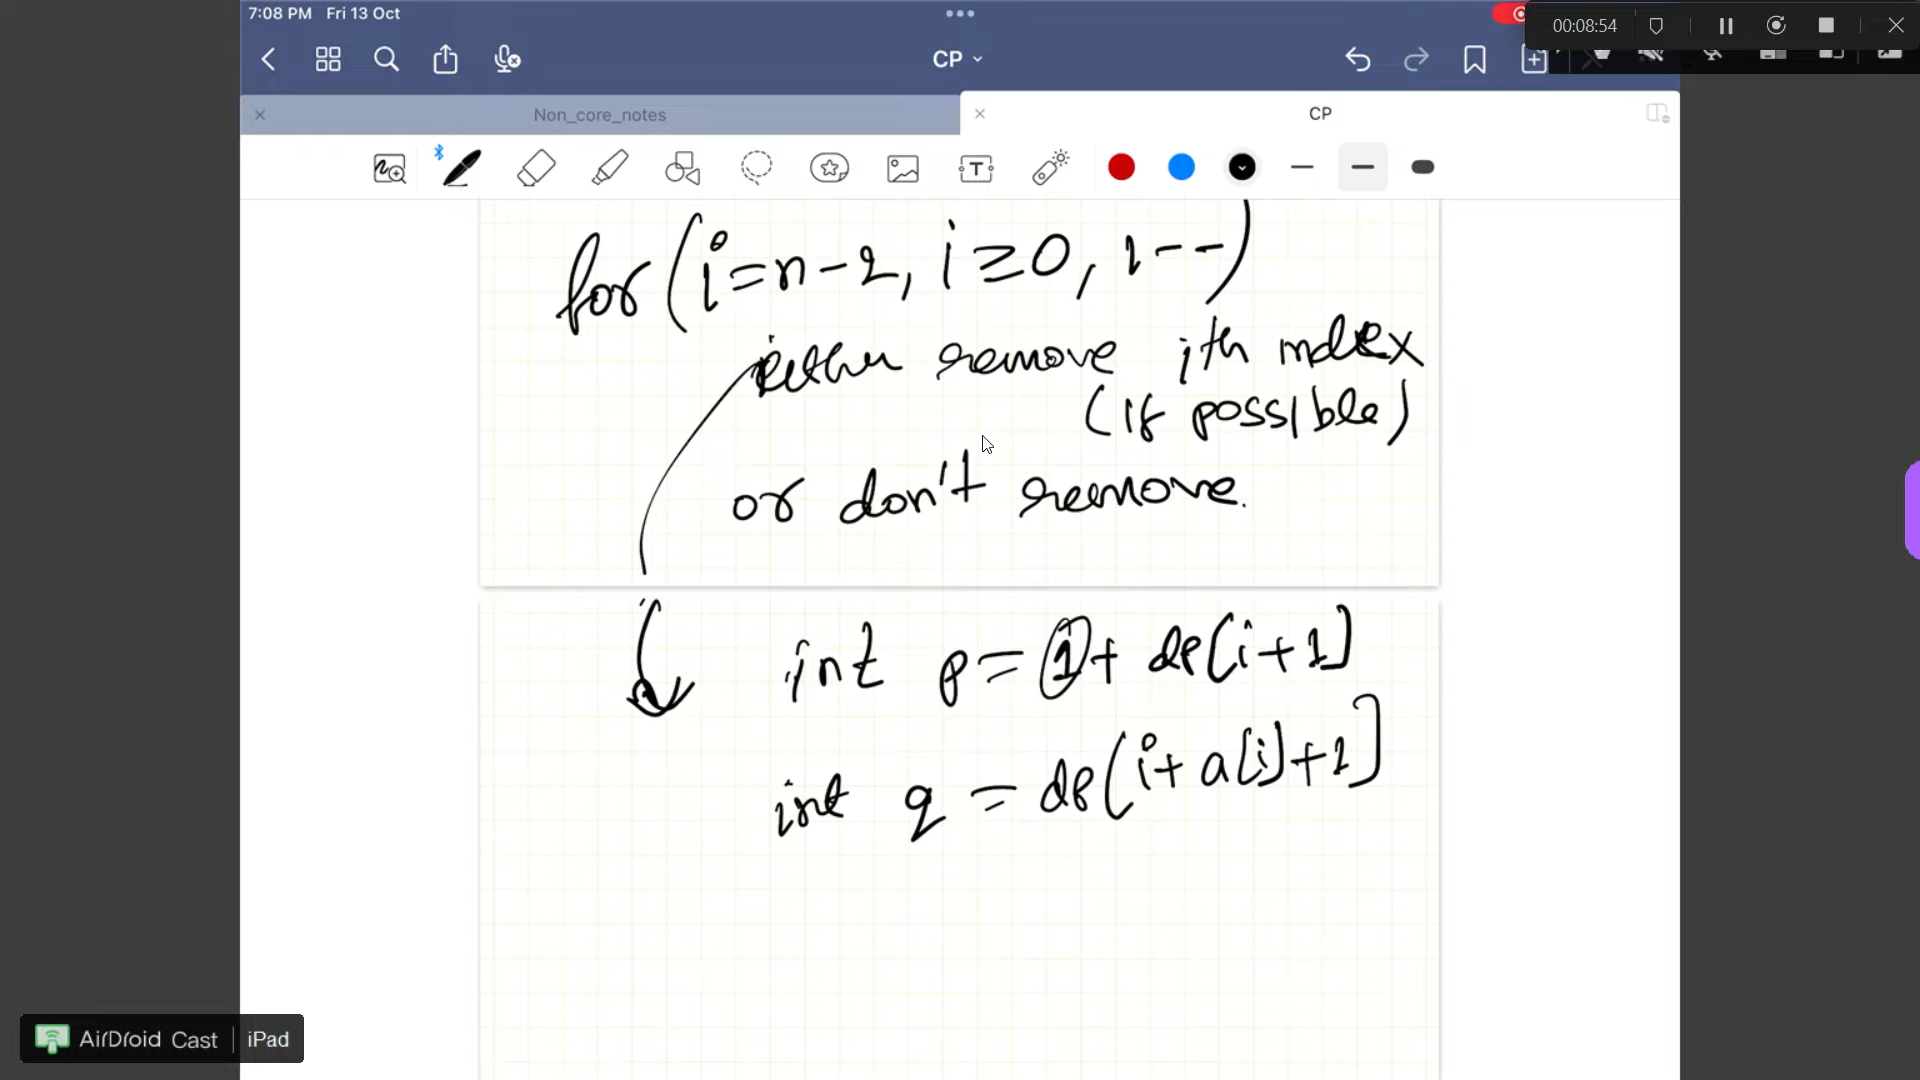 7:08 PM Fri 13 Oct
00:08:54
CP
Non_core_notes
CP
T
for (i=n-2, i≥0, i--)
either remove ith index
(if possible)
or don't remove.
int p = 1 + dp[i+1]
int q = dp[i+a[i]+1]
AirDroid Cast iPad